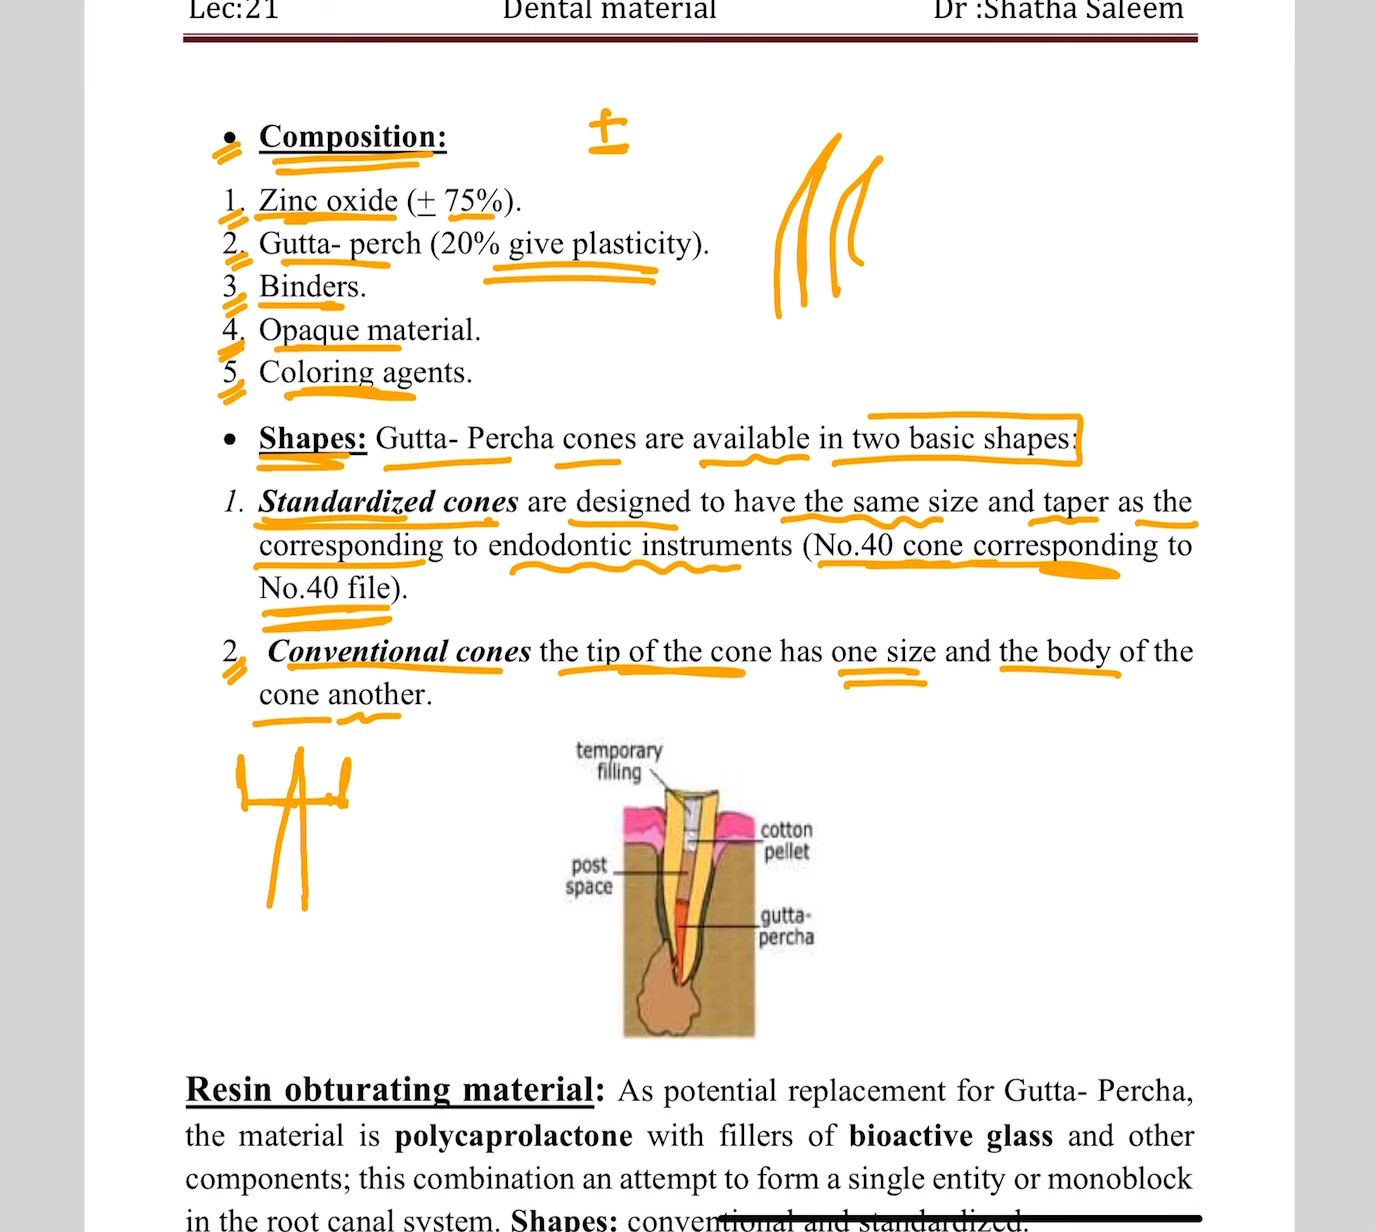 Lec:21 Dental material Dr :Shatha Saleem
• Composition: ±
1. Zinc oxide (± 75%).
2. Gutta- perch (20% give plasticity).
3. Binders.
4. Opaque material.
5. Coloring agents.
• Shapes: Gutta- Percha cones are available in two basic shapes:
1. Standardized cones are designed to have the same size and taper as the
corresponding to endodontic instruments (No.40 cone corresponding to
No.40 file).
2. Conventional cones the tip of the cone has one size and the body of the
cone another.
temporary
filling
cotton
pellet
post
space
gutta-
percha
Resin obturating material: As potential replacement for Gutta- Percha,
the material is polycaprolactone with fillers of bioactive glass and other
components; this combination an attempt to form a single entity or monoblock
in the root canal system. Shapes: conventional and standardized.